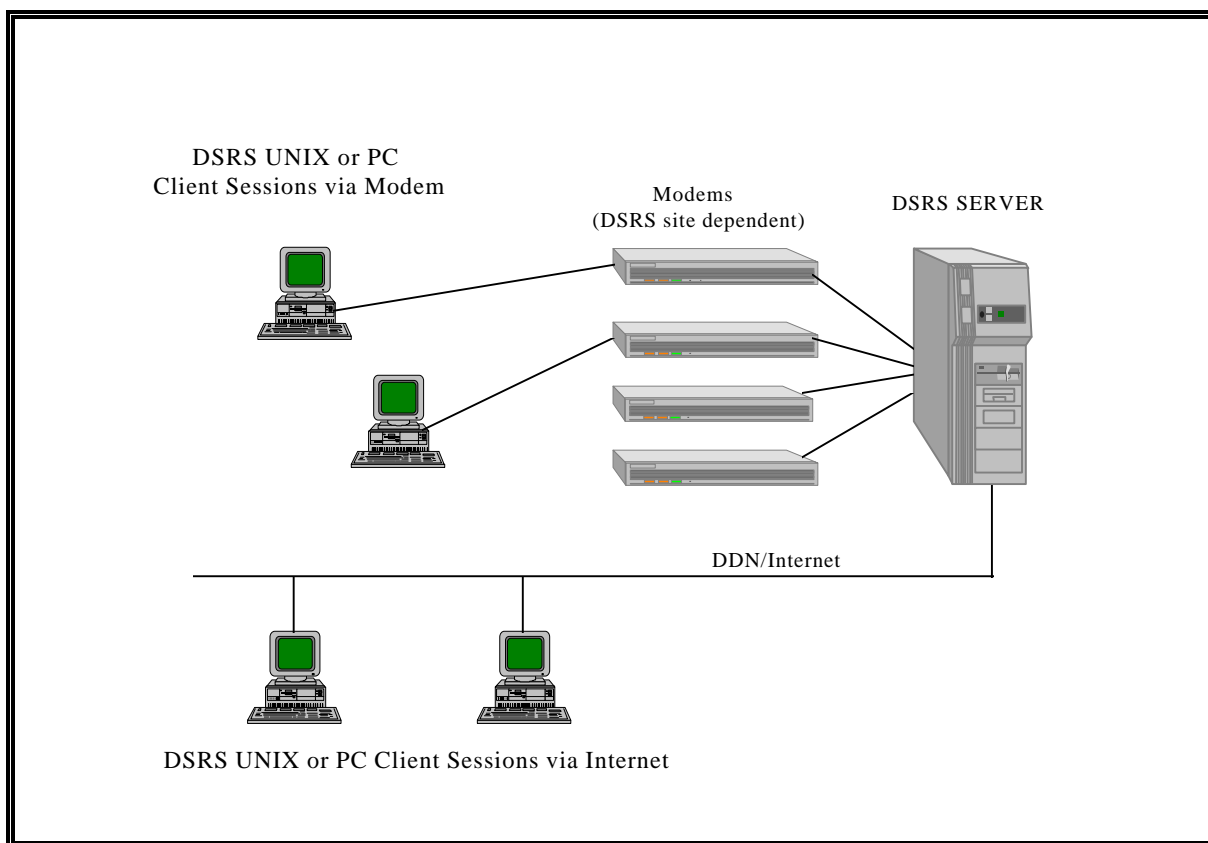 DSRS UNIX or PC
Client Sessions via Modem
Modems
(DSRS site dependent)
DSRS SERVER
DDN/Internet
DSRS UNIX or PC Client Sessions via Internet